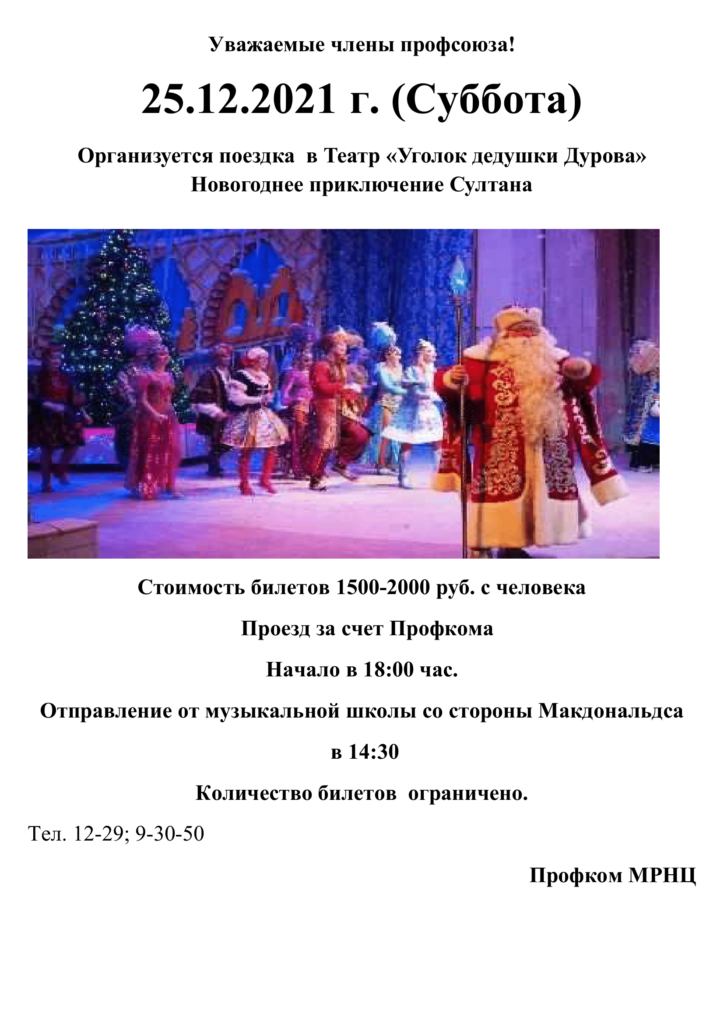 Уважаемые члены профсоюза!
25.12.2021 г. (Суббота)
Организуется поездка  в Театр «Уголок дедушки Дурова»
Новогоднее приключение Султана
Стоимость билетов 1500-2000 руб. с человека
Проезд за счет Профкома
Начало в 18:00 час.
Отправление от музыкальной школы со стороны Макдональдса
в 14:30
Количество билетов  ограничено.
Тел. 12-29; 9-30-50
Профком МРНЦ